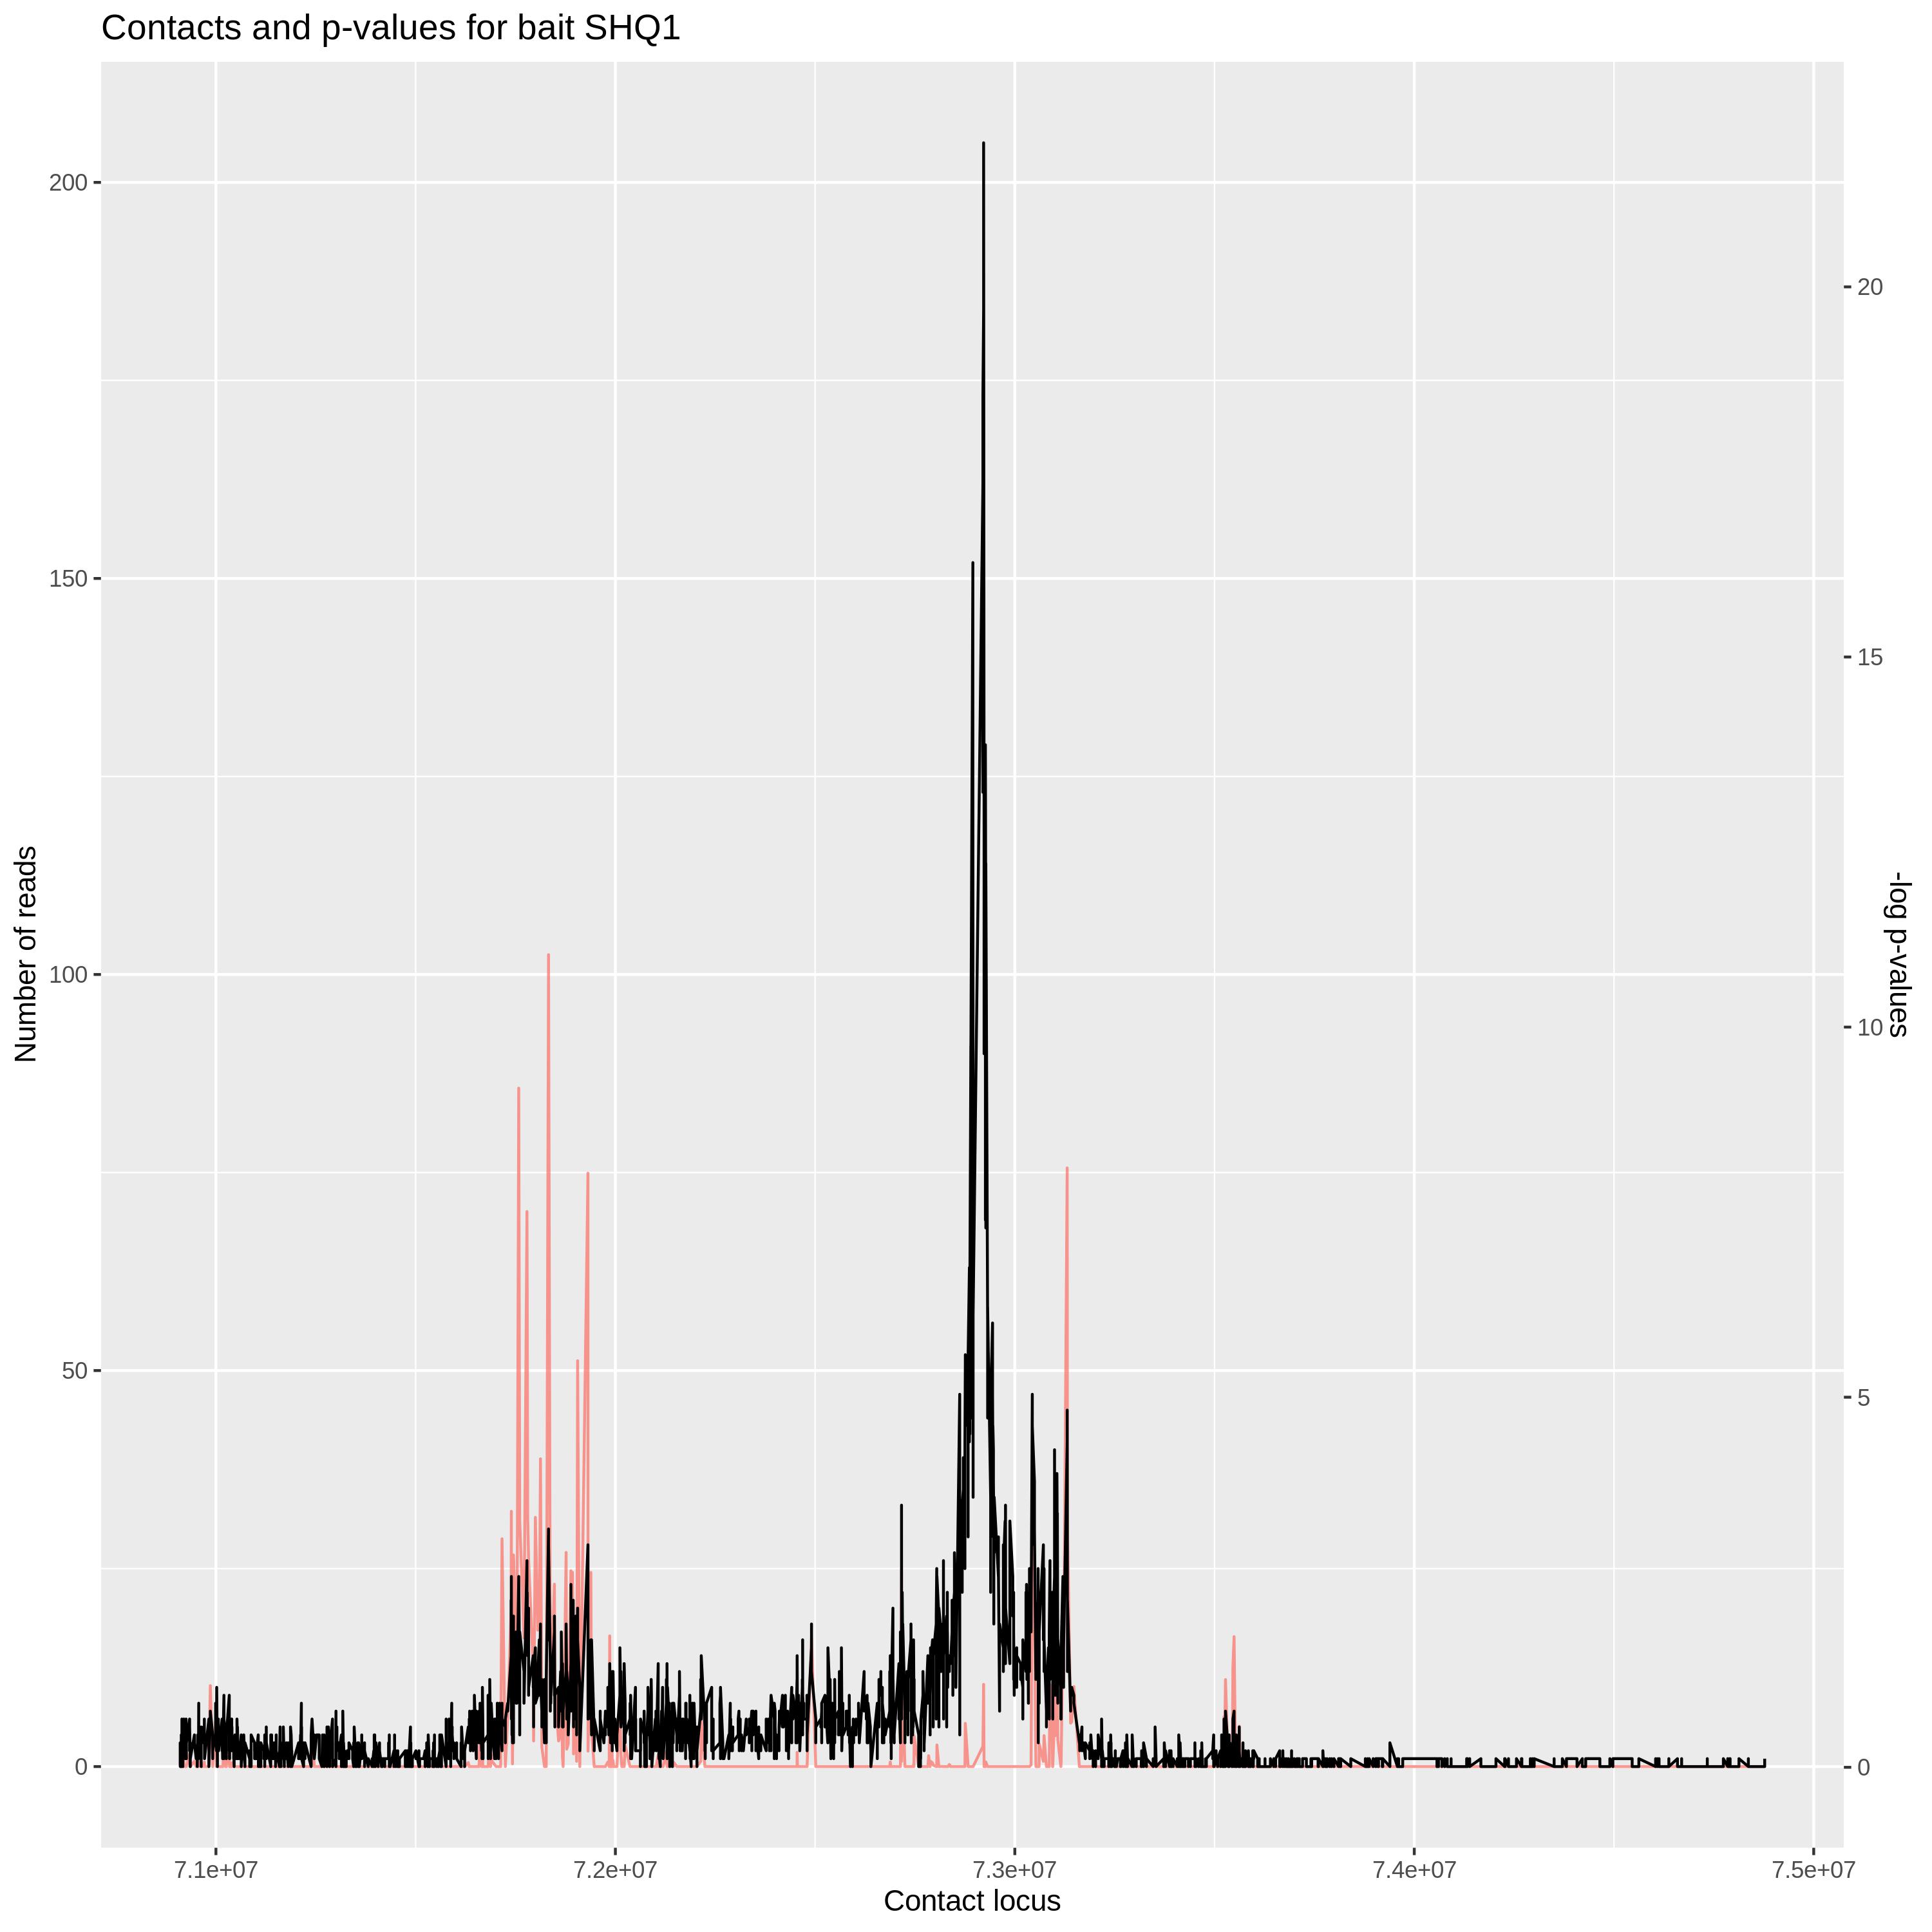 Contacts and p-values for bait SHQ1
200
150
100
50
0
Number of reads
20
15
10
5
0
-log p-values
7.1e+07 7.2e+07 7.3e+07 7.4e+07 7.5e+07
Contact locus